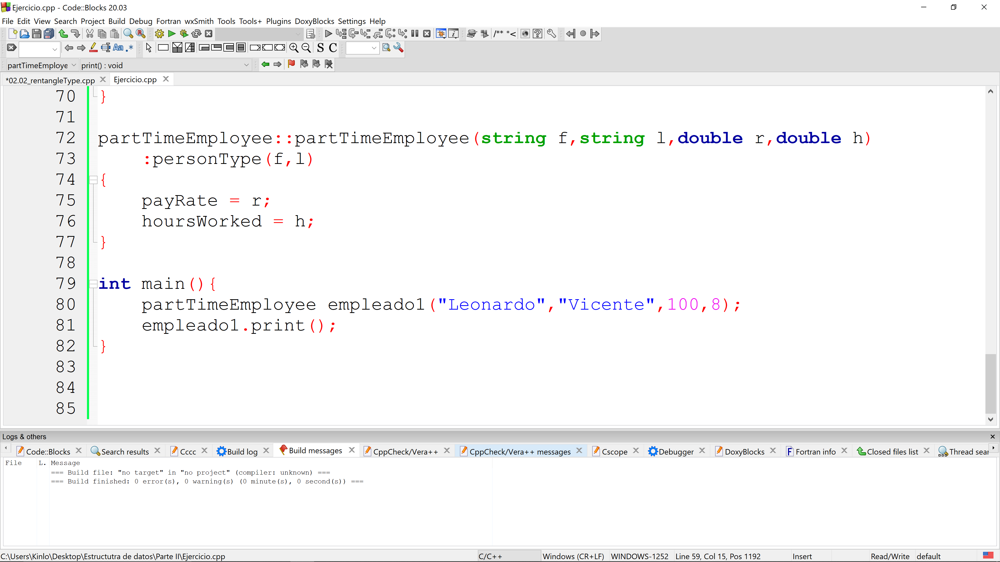 Ejercicio.cpp - Code::Blocks 20.03
File Edit View Search Project Build Debug Fortran wxSmith Tools Tools+ Plugins DoxyBlocks Settings Help
/** *<
Aa .* S C
partTimeEmploye print() : void
*02.02_rentangleType.cpp Ejercicio.cpp
70 }
71
72 partTimeEmployee::partTimeEmployee(string f,string l,double r,double h)
73 :personType(f,l)
74 {
75 payRate = r;
76 hoursWorked = h;
77 }
78
79 int main(){
80 partTimeEmployee empleado1("Leonardo","Vicente",100,8);
81 empleado1.print();
82 }
83
84
85
Logs & others
Code::Blocks Search results Cccc Build log Build messages CppCheck/Vera++ CppCheck/Vera++ messages Cscope Debugger DoxyBlocks Fortran info Closed files list Thread sear
File L. Message
=== Build file: "no target" in "no project" (compiler: unknown) ===
=== Build finished: 0 error(s), 0 warning(s) (0 minute(s), 0 second(s)) ===
C:\Users\Kinlo\Desktop\Estructutra de datos\Parte II\Ejercicio.cpp C/C++ Windows (CR+LF) WINDOWS-1252 Line 59, Col 15, Pos 1192 Insert Read/Write default